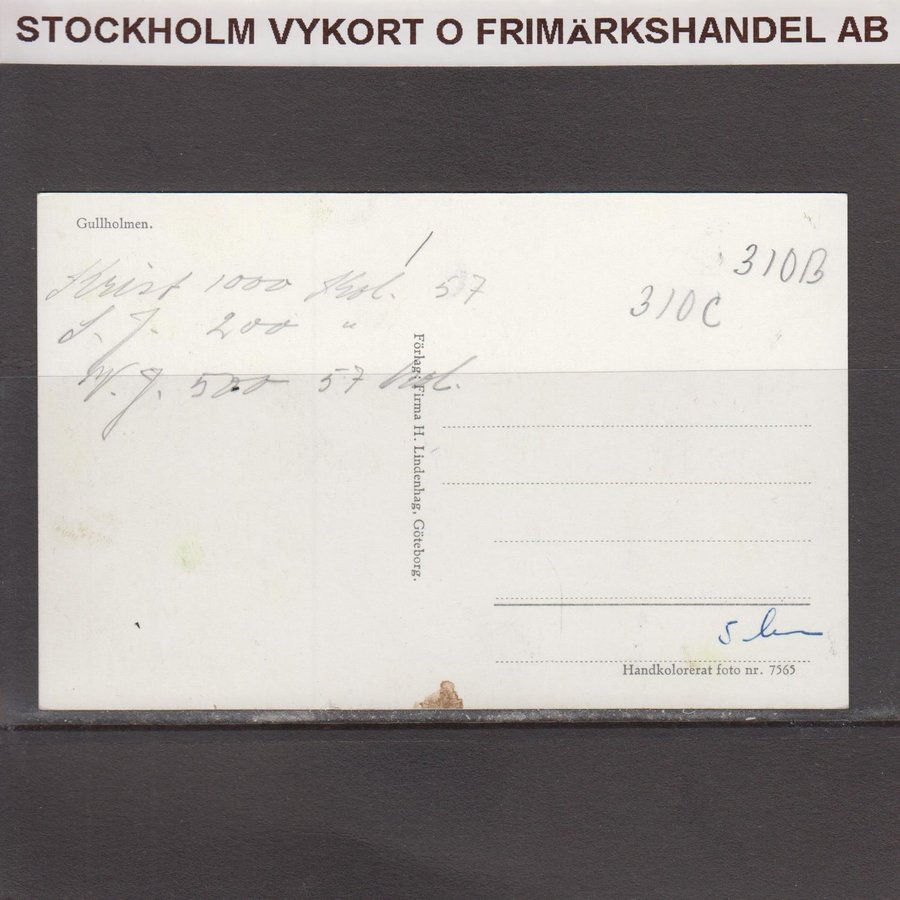 STOCKHOLM VYKORT O FRIMÄRKSHANDEL AB
Gullholmen.
310B
310C
Krist 1000 Kol. 57
S. J. 200 "
W. J. 500 57 Kol.
Förlag: Firma H. Lindenhag, Göteborg.
5
Handkolorerat foto nr. 7565